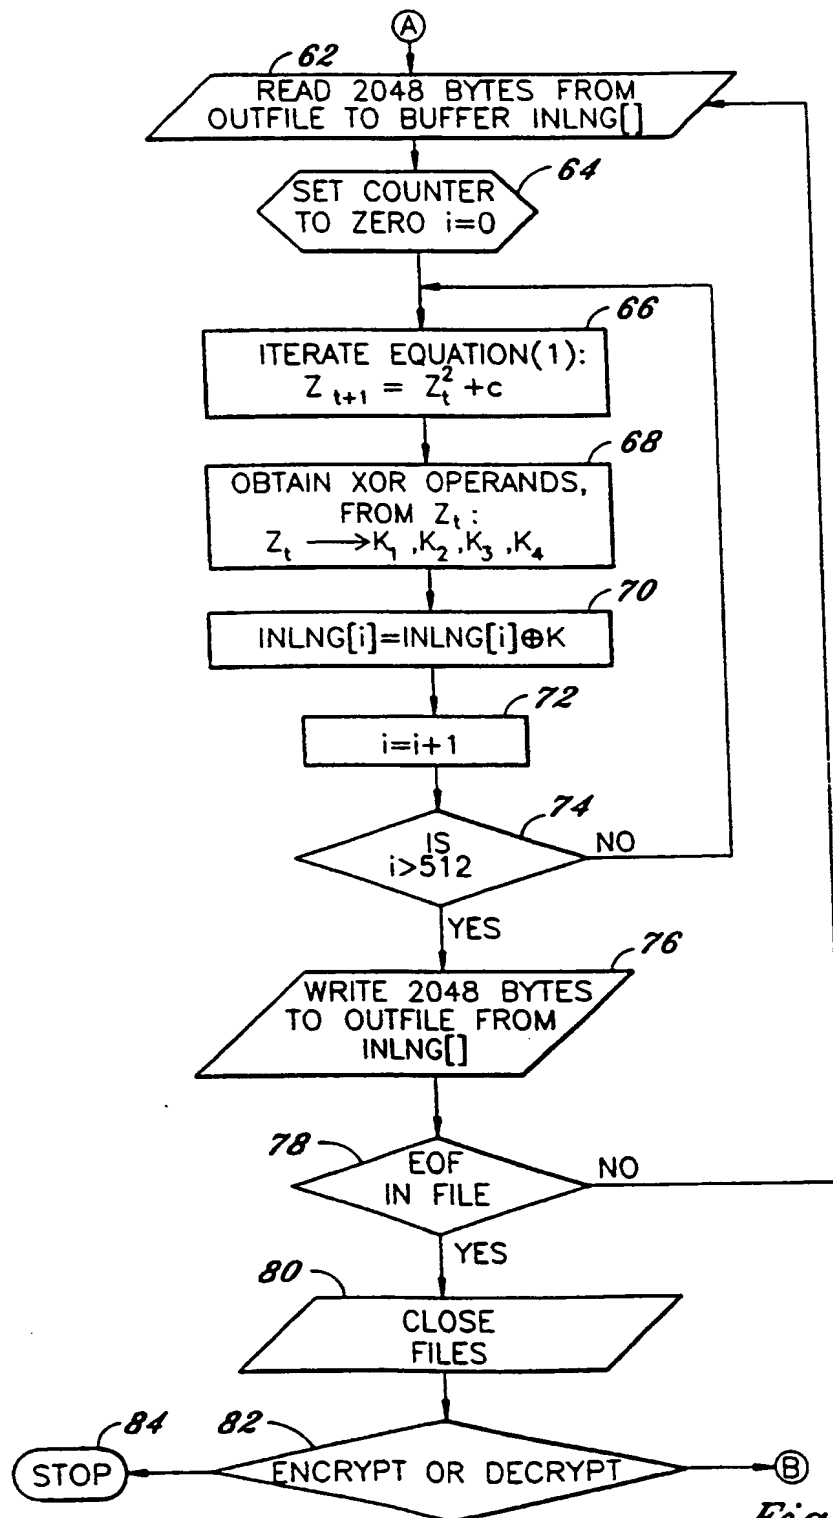 A
62
READ 2048 BYTES FROM
OUTFILE TO BUFFER INLNG[]
64
SET COUNTER
TO ZERO i=0
66
ITERATE EQUATION(1):
Z t+1 = Z t 2 +c
68
OBTAIN XOR OPERANDS,
FROM Z t :
Z t → K 1 , K 2 , K 3 , K 4
70
INLNG[i]=INLNG[i]⊕K
72
i=i+1
74
IS
i>512
NO
YES
76
WRITE 2048 BYTES
TO OUTFILE FROM
INLNG[]
78
EOF
IN FILE
NO
YES
80
CLOSE
FILES
84
82
STOP
ENCRYPT OR DECRYPT
B
Fig